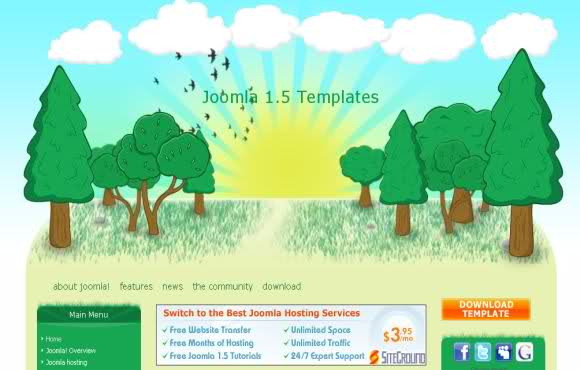 Joomla 1.5 Templates
about joomla! features news the community download
Main Menu
Home
Joomla! Overview
Joomla hosting
Switch to the Best Joomla Hosting Services
✓ Free Website Transfer
✓ Free Months of Hosting
✓ Free Joomla 1.5 Tutorials
✓ Unlimited Space
✓ Unlimited Traffic
✓ 24/7 Expert Support
$3.95/mo
SiteGround
DOWNLOAD
TEMPLATE
f t G